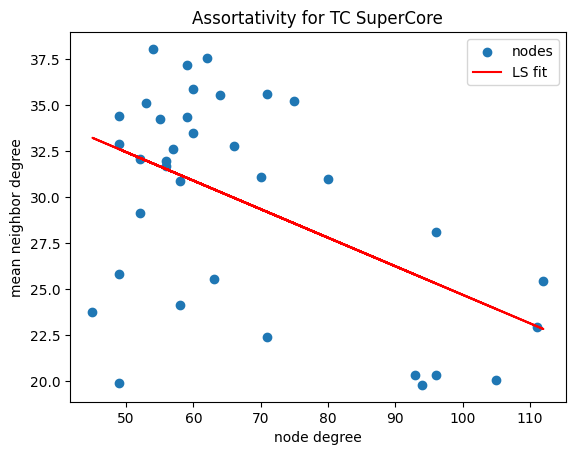 Assortativity for TC SuperCore
nodes
LS fit
mean neighbor degree
37.5
35.0
32.5
30.0
27.5
25.0
22.5
20.0
50 60 70 80 90 100 110
node degree